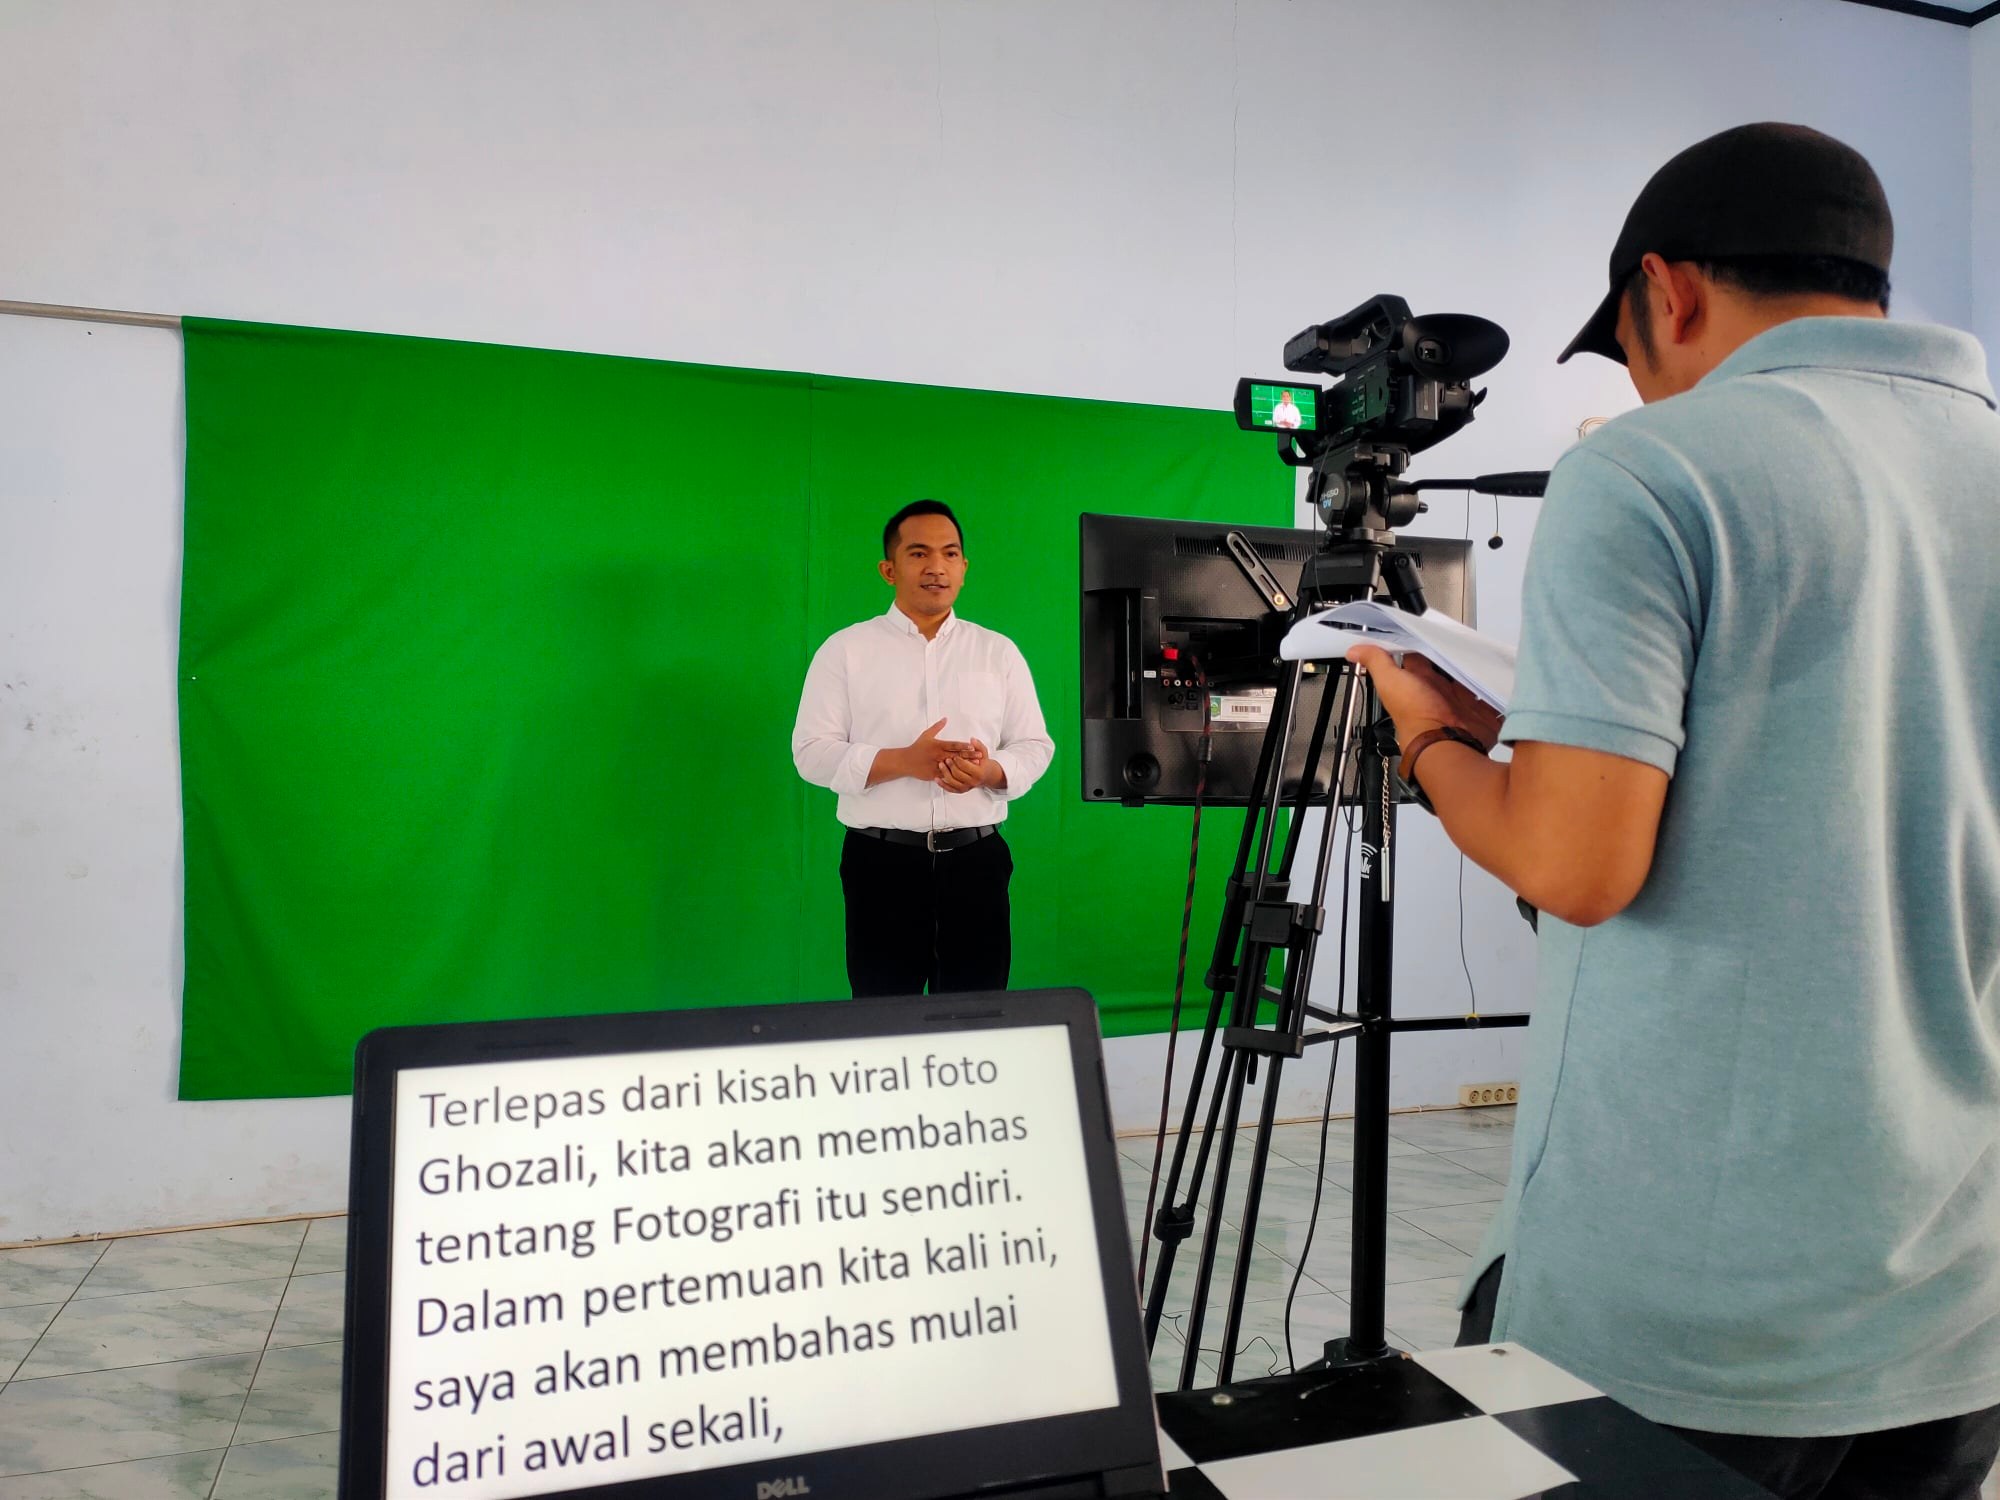 Terlepas dari kisah viral foto
Ghozali, kita akan membahas
tentang Fotografi itu sendiri.
Dalam pertemuan kita kali ini,
saya akan membahas mulai
dari awal sekali,
DELL